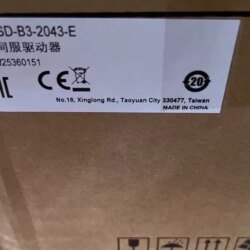 SD-B3-2043-E
伺服驱动器
25360151
20
No.18, Xinglong Rd., Taoyuan City 330477, Taiwan
MADE IN CHINA